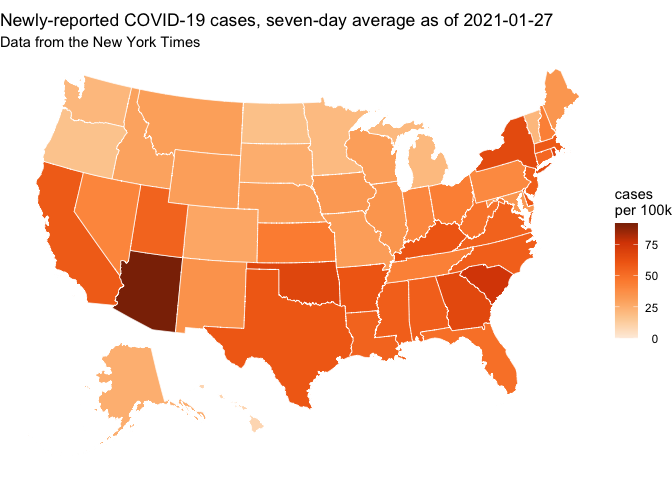 Newly-reported COVID-19 cases, seven-day average as of 2021-01-27
Data from the New York Times
cases
per 100k
75
50
25
0